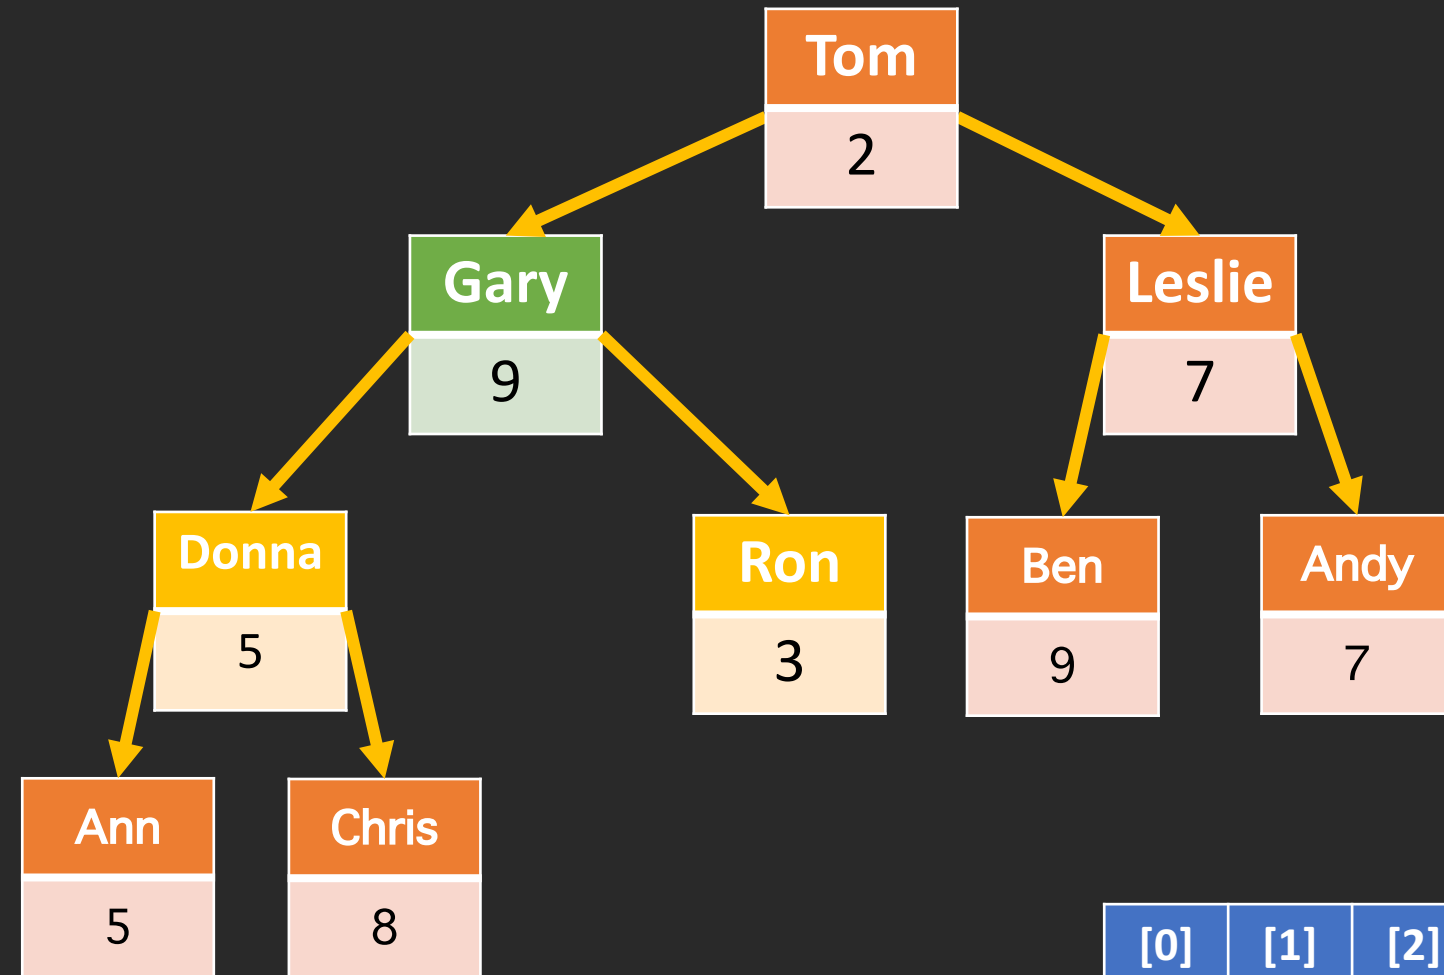 Tom
2
Gary
9
Leslie
7
Donna
5
Ron
3
Ben
9
Andy
7
Ann
5
Chris
8
[0] [1] [2]